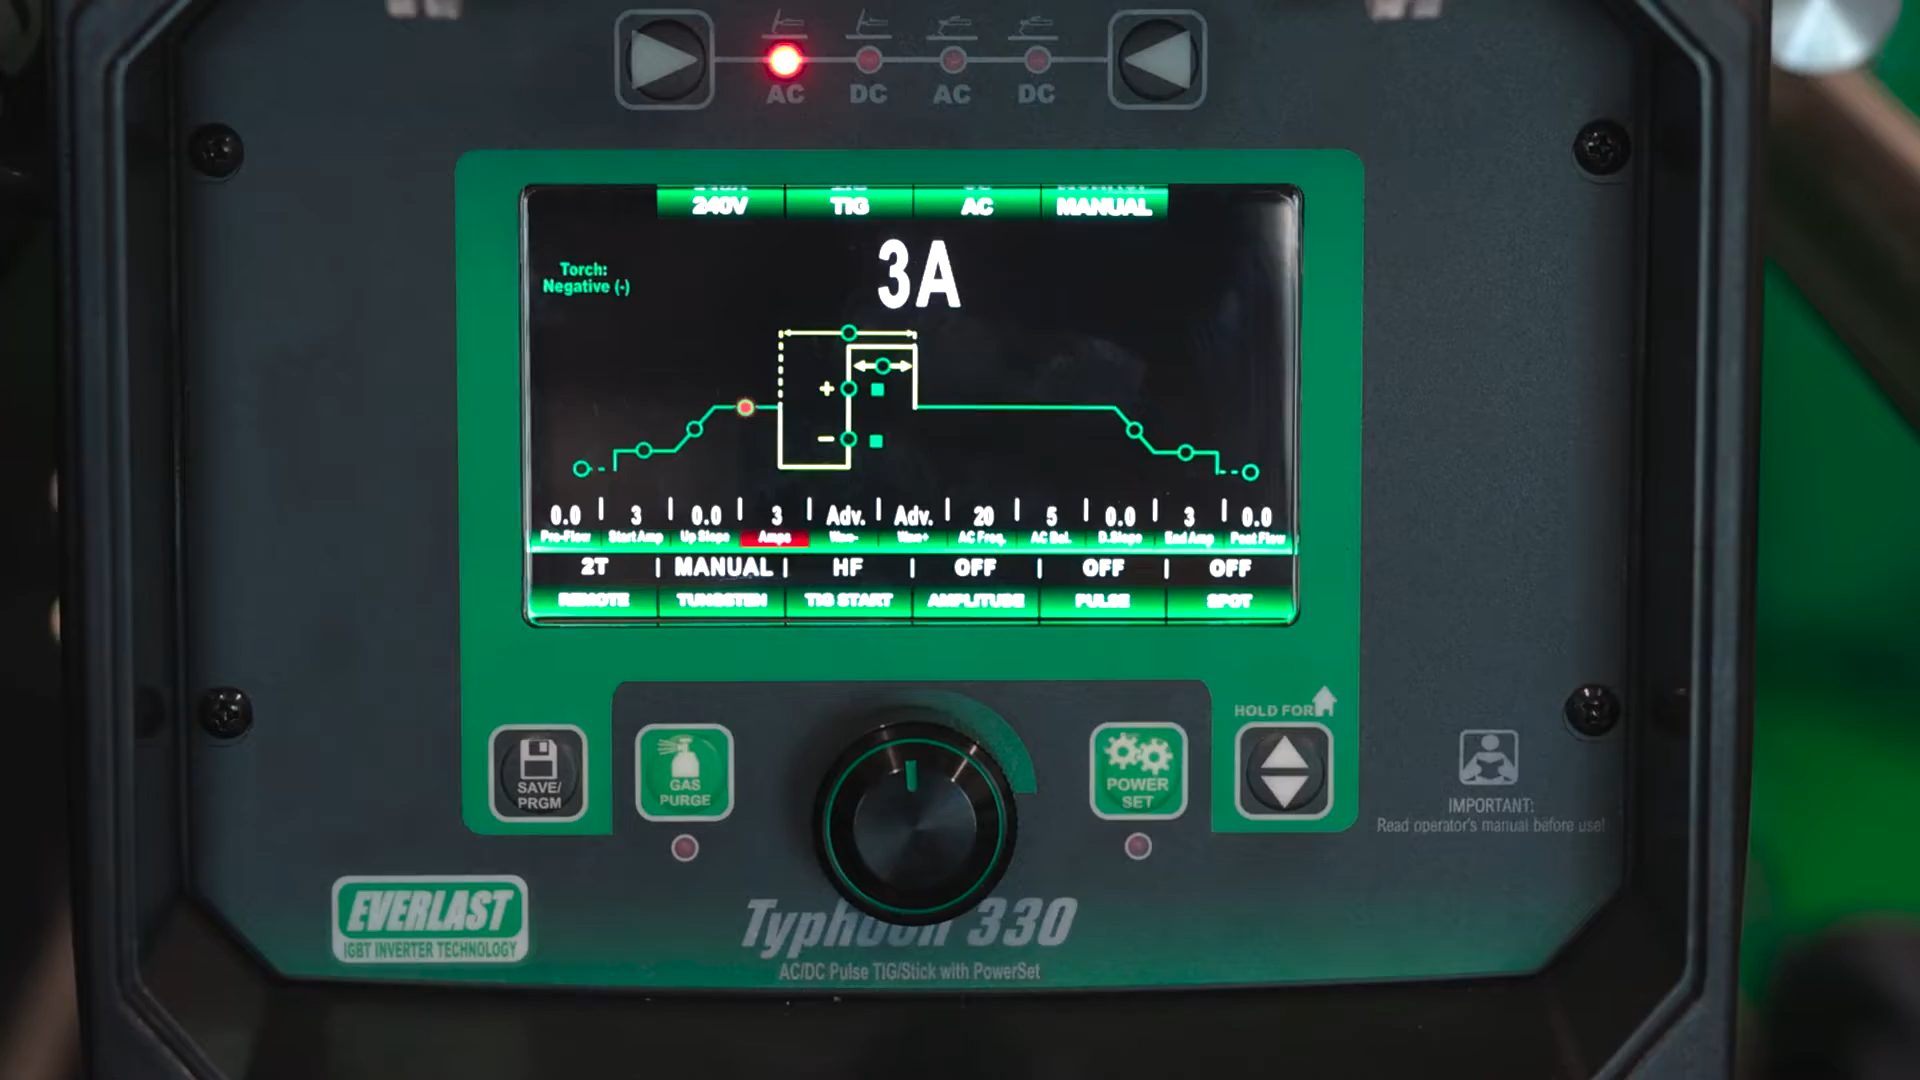 AC DC AC DC
240V TIG AC MANUAL
3A
Torch:
Negative (-)
+
−
0.0 3 0.0 3 Adv. Adv. 20 5 0.0 3 0.0
Pre-Flow Start Amp Up Slope Amps Wave- Wave+ AC Freq. AC Bal. D.Slope End Amp Post Flow
2T MANUAL HF OFF OFF OFF
REMOTE TUNGSTEN TIG START AMPLITUDE PULSE SPOT
HOLD FOR
SAVE/
PRGM
GAS
PURGE
POWER
SET
IMPORTANT:
Read operator's manual before use!
EVERLAST
IGBT INVERTER TECHNOLOGY
Typhoon 330
AC/DC Pulse TIG/Stick with PowerSet